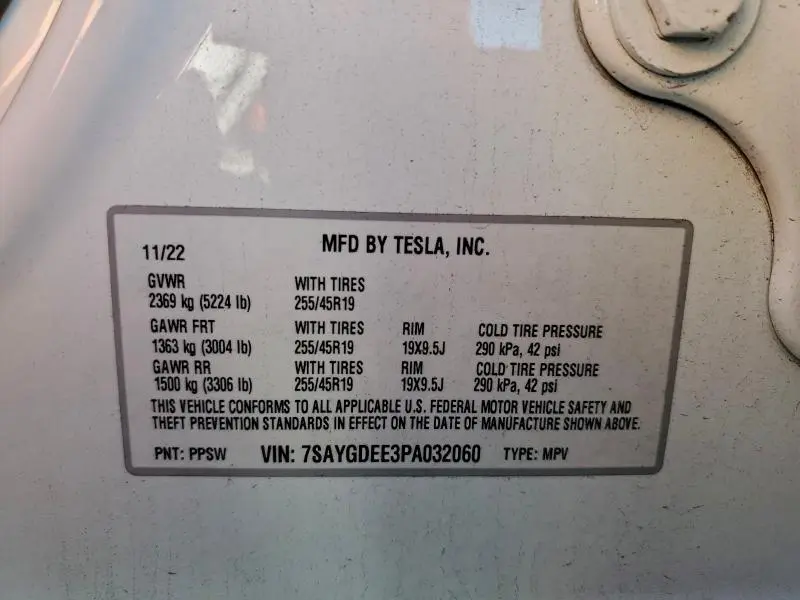 MFD BY TESLA, INC.
11/22
GVWR WITH TIRES
2369 kg (5224 lb) 255/45R19
GAWR FRT WITH TIRES RIM COLD TIRE PRESSURE
1363 kg (3004 lb) 255/45R19 19X9.5J 290 kPa, 42 psi
GAWR RR WITH TIRES RIM COLD TIRE PRESSURE
1500 kg (3306 lb) 255/45R19 19X9.5J 290 kPa, 42 psi
THIS VEHICLE CONFORMS TO ALL APPLICABLE U.S. FEDERAL MOTOR VEHICLE SAFETY AND
THEFT PREVENTION STANDARDS IN EFFECT ON THE DATE OF MANUFACTURE SHOWN ABOVE.
PNT: PPSW VIN: 7SAYGDEE3PA032060 TYPE: MPV